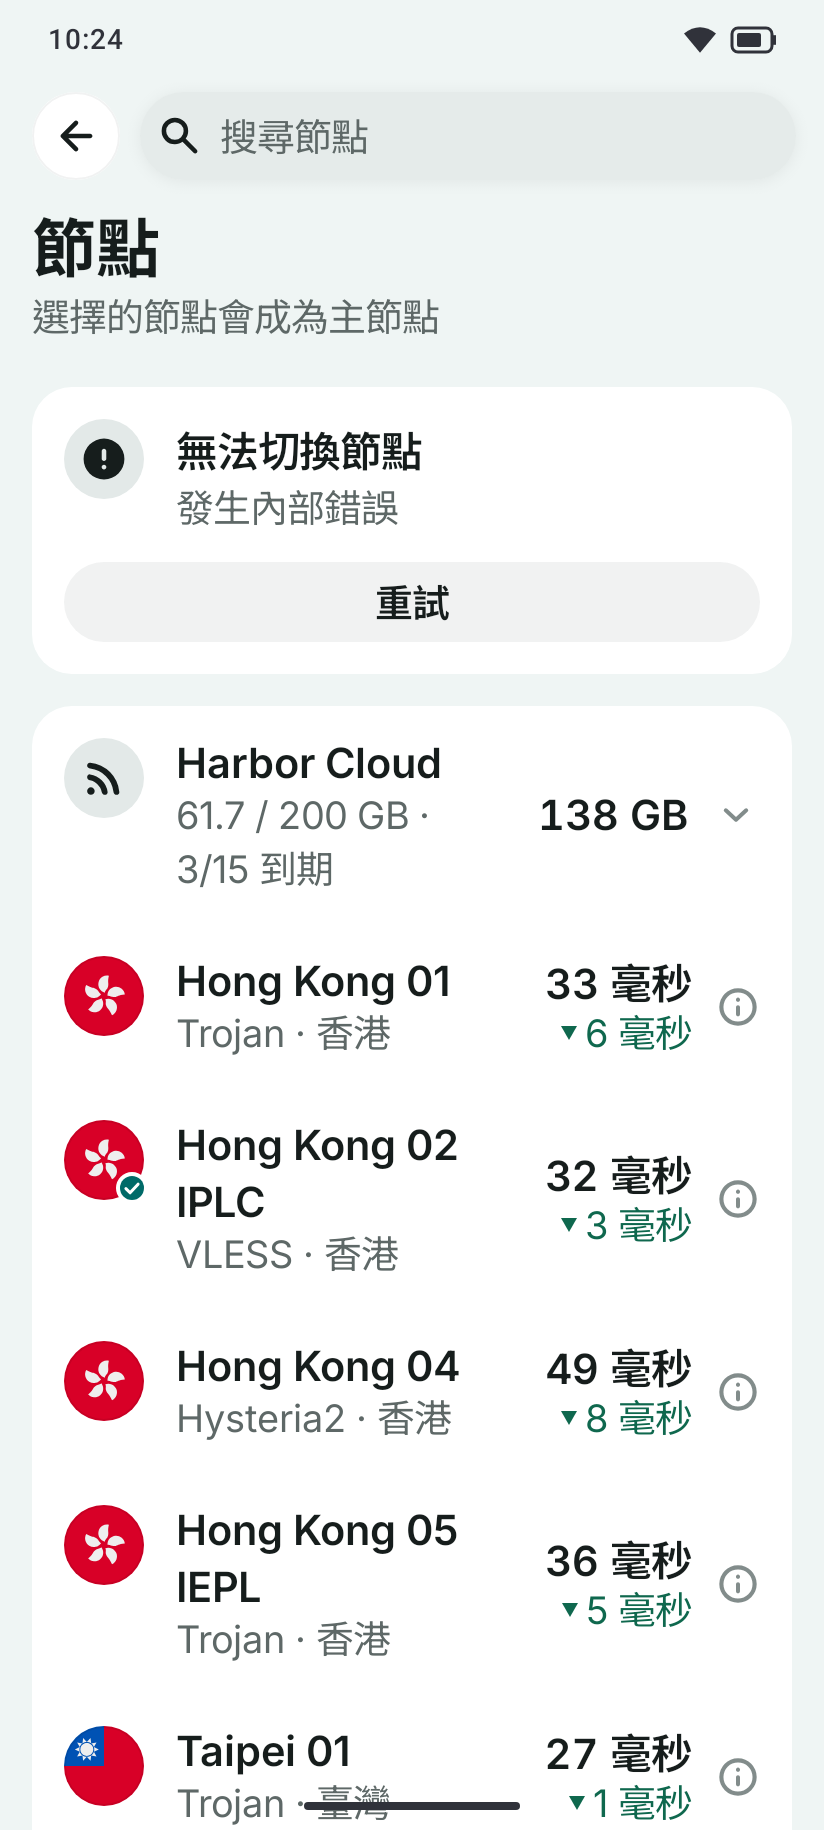 10:24
搜尋節點
節點
選擇的節點會成為主節點
無法切換節點
發生內部錯誤
重試
Harbor Cloud
61.7 / 200 GB ·
3/15 到期
138 GB
Hong Kong 01
Trojan · 香港
33 毫秒
▼6 毫秒
Hong Kong 02
IPLC
VLESS · 香港
32 毫秒
▼3 毫秒
Hong Kong 04
Hysteria2 · 香港
49 毫秒
▼8 毫秒
Hong Kong 05
IEPL
Trojan · 香港
36 毫秒
▼5 毫秒
Taipei 01
Trojan · 臺灣
27 毫秒
▼1 毫秒